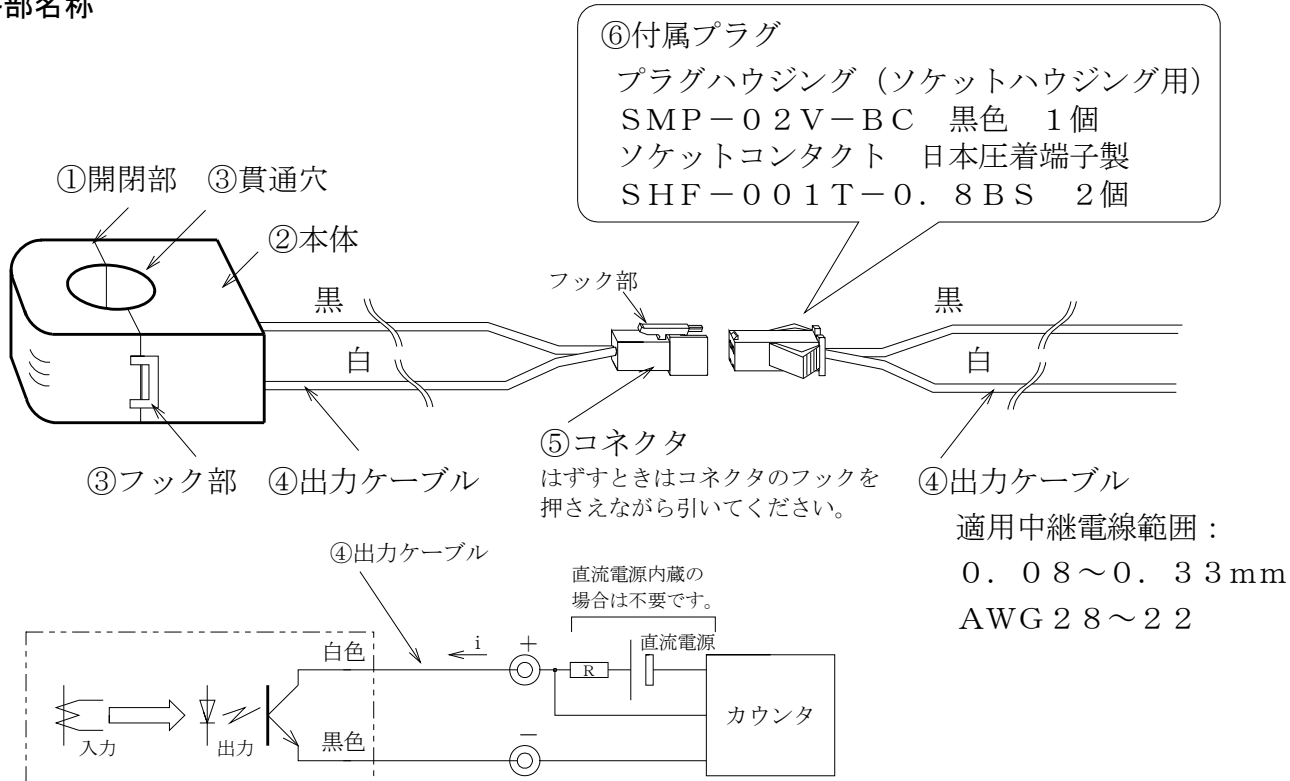 部名称
⑥付属プラグ
プラグハウジング（ソケットハウジング用）
ＳＭＰ－０２Ｖ－ＢＣ　黒色　１個
ソケットコンタクト　日本圧着端子製
ＳＨＦ－００１Ｔ－０．８ＢＳ　２個
①開閉部　③貫通穴
②本体
フック部
黒
黒
白
白
③フック部　④出力ケーブル
⑤コネクタ
はずすときはコネクタのフックを
押さえながら引いてください。
④出力ケーブル
適用中継電線範囲：
０．０８～０．３３mm
ＡＷＧ２８～２２
④出力ケーブル
直流電源内蔵の
場合は不要です。
白色
i
＋
R
直流電源
カウンタ
入力
出力
黒色
－